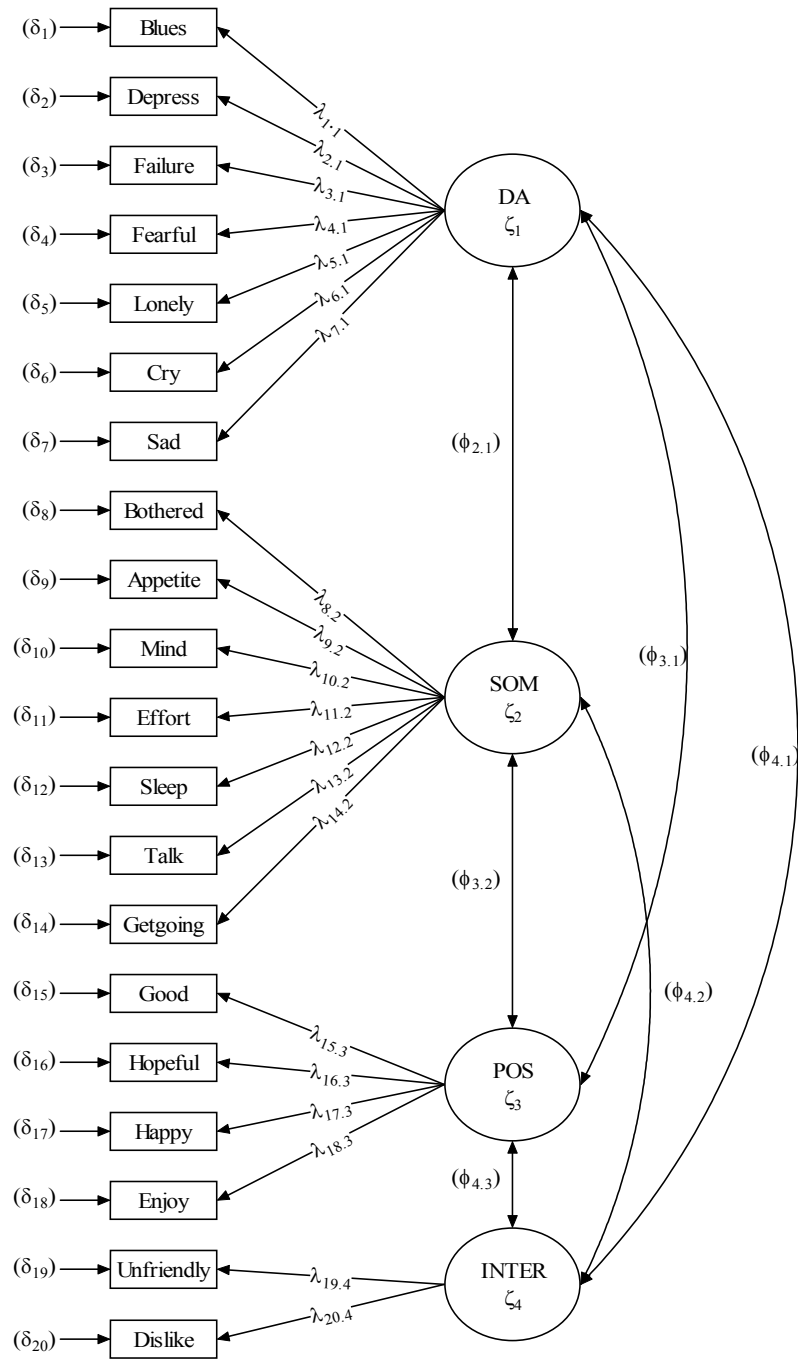 (δ1) Blues
(δ2) Depress
(δ3) Failure
(δ4) Fearful
(δ5) Lonely
(δ6) Cry
(δ7) Sad
λ1.1
λ2.1
λ3.1
λ4.1
λ5.1
λ6.1
λ7.1
DA
ζ1
(ϕ2.1)
(δ8) Bothered
(δ9) Appetite
(δ10) Mind
(δ11) Effort
(δ12) Sleep
(δ13) Talk
(δ14) Getgoing
λ8.2
λ9.2
λ10.2
λ11.2
λ12.2
λ13.2
λ14.2
SOM
ζ2
(ϕ3.1)
(ϕ4.1)
(ϕ3.2)
(ϕ4.2)
(δ15) Good
(δ16) Hopeful
(δ17) Happy
(δ18) Enjoy
λ15.3
λ16.3
λ17.3
λ18.3
POS
ζ3
(ϕ4.3)
(δ19) Unfriendly
(δ20) Dislike
λ19.4
λ20.4
INTER
ζ4